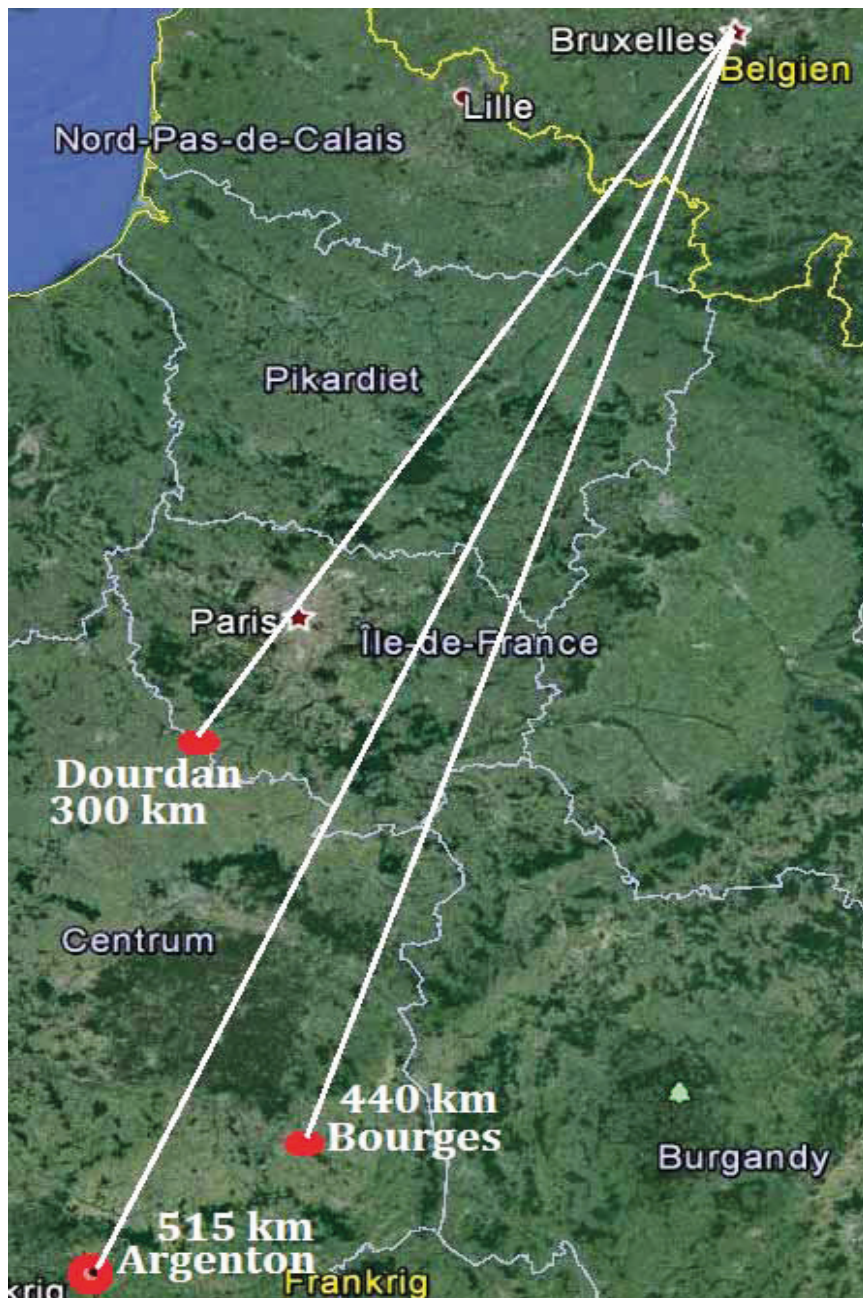 Bruxelles
Belgien
Lille
Nord-Pas-de-Calais
Pikardiet
Paris
Île-de-France
Dourdan
300 km
Centrum
440 km
Bourges
Burgandy
515 km
Argenton
Frankrig
krig